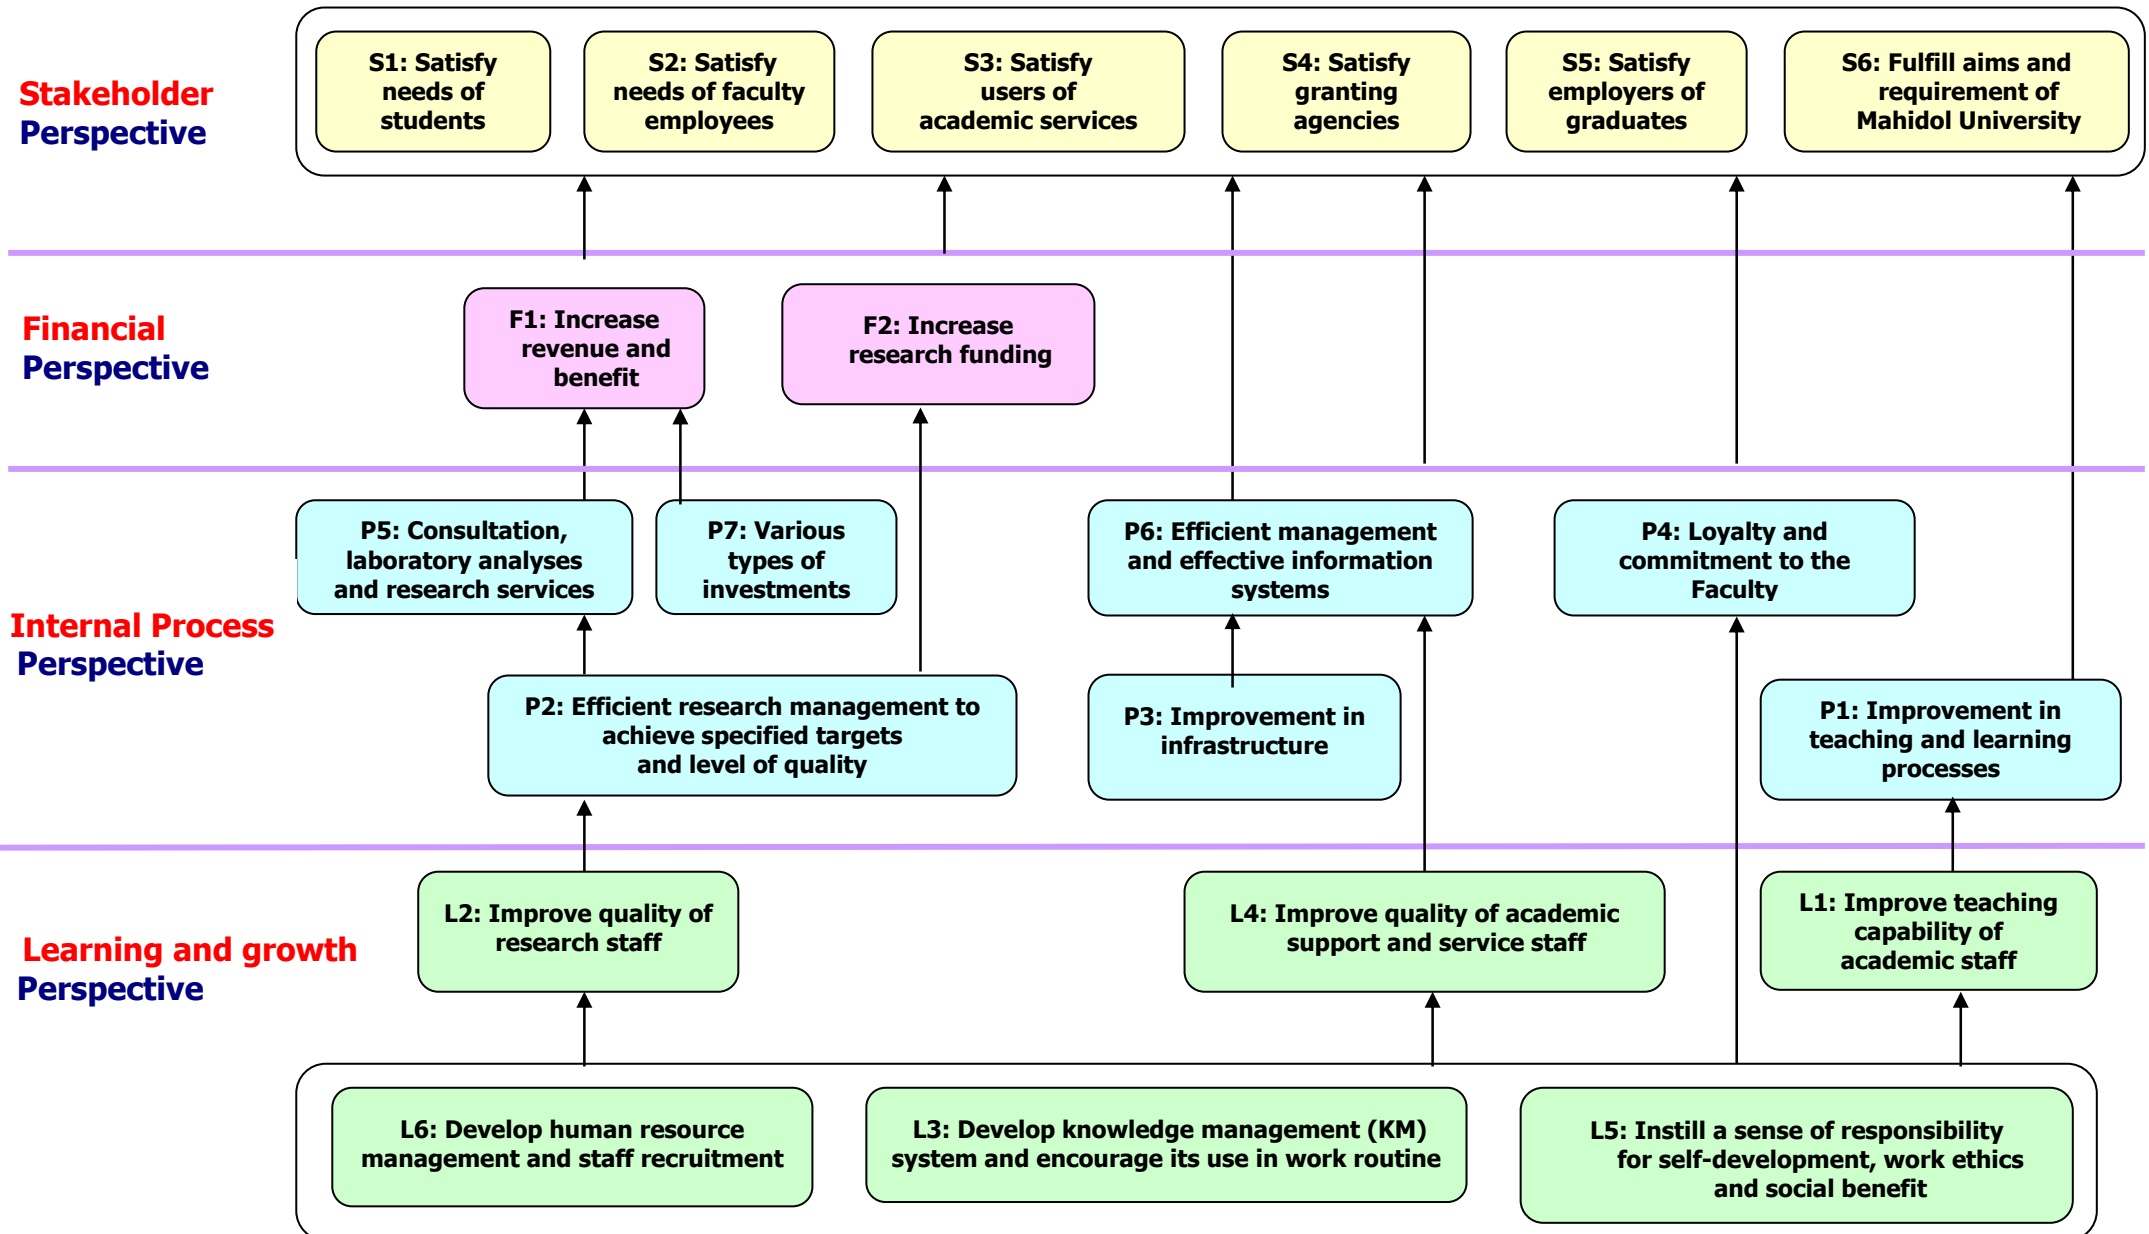 Stakeholder
Perspective
S1: Satisfy
needs of
students
S2: Satisfy
needs of faculty
employees
S3: Satisfy
users of
academic services
S4: Satisfy
granting
agencies
S5: Satisfy
employers of
graduates
S6: Fulfill aims and
requirement of
Mahidol University
Financial
Perspective
F1: Increase
revenue and
benefit
F2: Increase
research funding
Internal Process
Perspective
P5: Consultation,
laboratory analyses
and research services
P7: Various
types of
investments
P6: Efficient management
and effective information
systems
P4: Loyalty and
commitment to the
Faculty
P2: Efficient research management to
achieve specified targets
and level of quality
P3: Improvement in
infrastructure
P1: Improvement in
teaching and learning
processes
Learning and growth
Perspective
L2: Improve quality of
research staff
L4: Improve quality of academic
support and service staff
L1: Improve teaching
capability of
academic staff
L6: Develop human resource
management and staff recruitment
L3: Develop knowledge management (KM)
system and encourage its use in work routine
L5: Instill a sense of responsibility
for self-development, work ethics
and social benefit